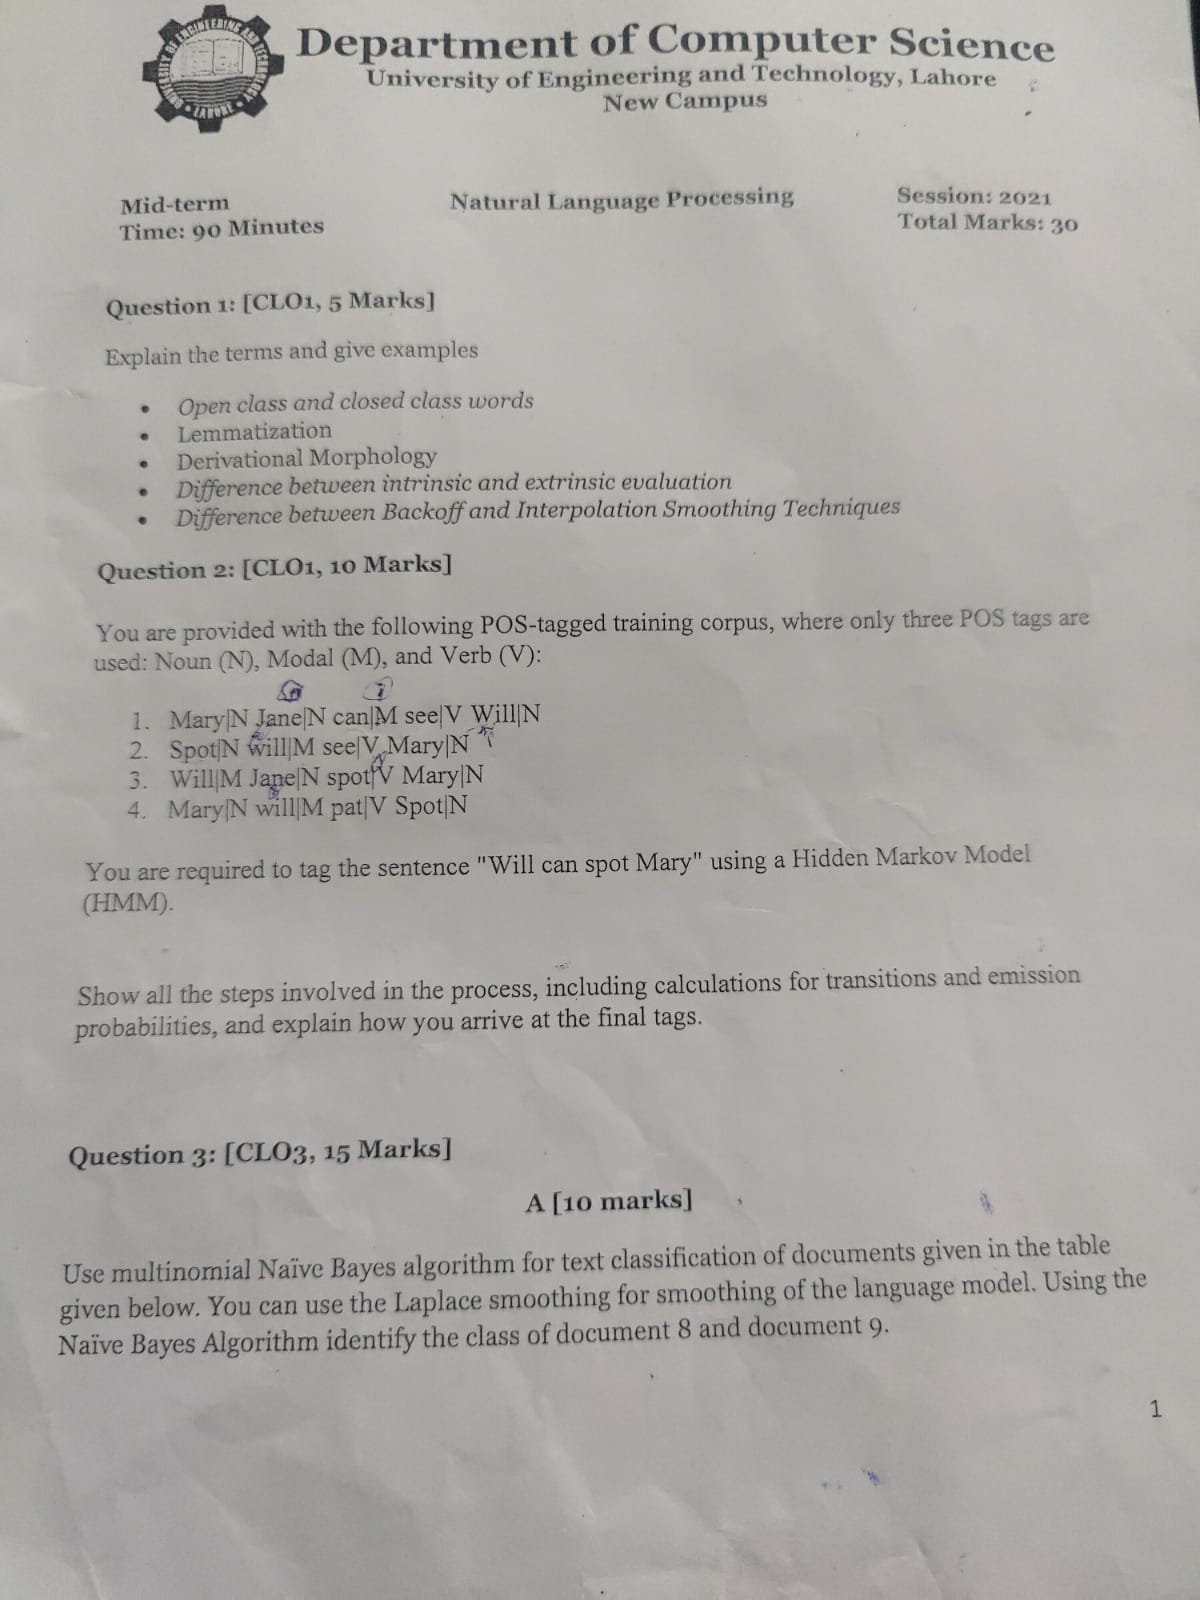 Department of Computer Science
University of Engineering and Technology, Lahore
New Campus
LAHORE
Mid-term
Natural Language Processing
Session: 2021
Time: 90 Minutes
Total Marks: 30
Question 1: [CLO1, 5 Marks]
Explain the terms and give examples
• Open class and closed class words
• Lemmatization
• Derivational Morphology
• Difference between intrinsic and extrinsic evaluation
• Difference between Backoff and Interpolation Smoothing Techniques
Question 2: [CLO1, 10 Marks]
You are provided with the following POS-tagged training corpus, where only three POS tags are
used: Noun (N), Modal (M), and Verb (V):
1. Mary|N Jane|N can|M see|V Will|N
2. Spot|N will|M see|V Mary|N
3. Will|M Jane|N spot|V Mary|N
4. Mary|N will|M pat|V Spot|N
You are required to tag the sentence "Will can spot Mary" using a Hidden Markov Model
(HMM).
Show all the steps involved in the process, including calculations for transitions and emission
probabilities, and explain how you arrive at the final tags.
Question 3: [CLO3, 15 Marks]
A [10 marks]
Use multinomial Naïve Bayes algorithm for text classification of documents given in the table
given below. You can use the Laplace smoothing for smoothing of the language model. Using the
Naïve Bayes Algorithm identify the class of document 8 and document 9.
1